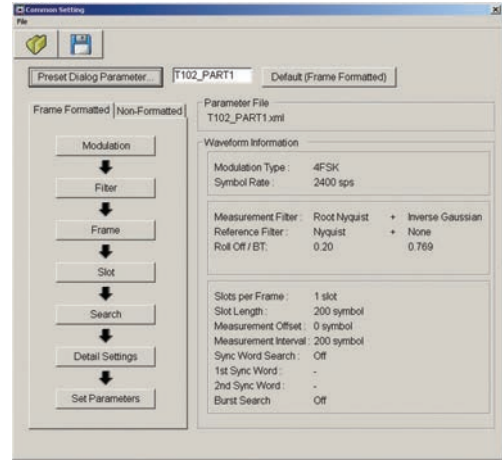 Common Setting
File
Preset Dialog Parameter... T102_PART1 Default (Frame Formatted)
Frame Formatted Non-Formatted
Modulation
Filter
Frame
Slot
Search
Detail Settings
Set Parameters
Parameter File
T102_PART1.xml
Waveform Information
Modulation Type : 4FSK
Symbol Rate : 2400 sps
Measurement Filter : Root Nyquist + Inverse Gaussian
Reference Filter : Nyquist + None
Roll Off / BT: 0.20 0.769
Slots per Frame : 1 slot
Slot Length : 200 symbol
Measurement Offset : 0 symbol
Measurement Interval : 200 symbol
Sync Word Search : Off
1st Sync Word : -
2nd Sync Word : -
Burst Search Off